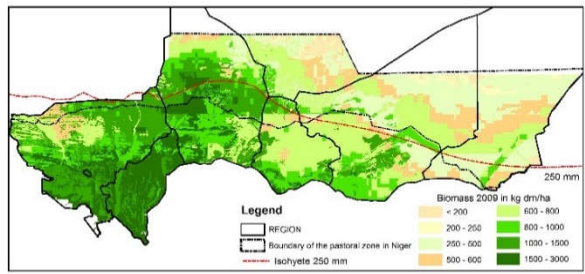 250 mm
Biomass 2009 in kg dm/ha
Legend
REGION
Boundary of the pastoral zone in Niger
Isohyete 250 mm
< 200
200 - 250
250 - 500
500 - 600
600 - 800
800 - 1000
1000 - 1500
1500 - 3000